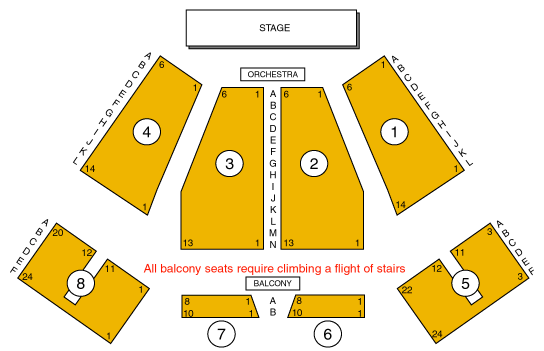 STAGE
ORCHESTRA
A B C D E F G H I J K L
6 1
4
14
1
6 1
3
13 1
A
B
C
D
E
F
G
H
I
J
K
L
M
N
6 1
2
13 1
A B C D E F G H I J K L
1
6
1
1
14
All balcony seats require climbing a flight of stairs
BALCONY
A B C D E F
20
12
11
24
8
1
1
8 1
10 1
7
A
B
8 1
10 1
6
A B C D E F
3
11
12
3
22
5
24